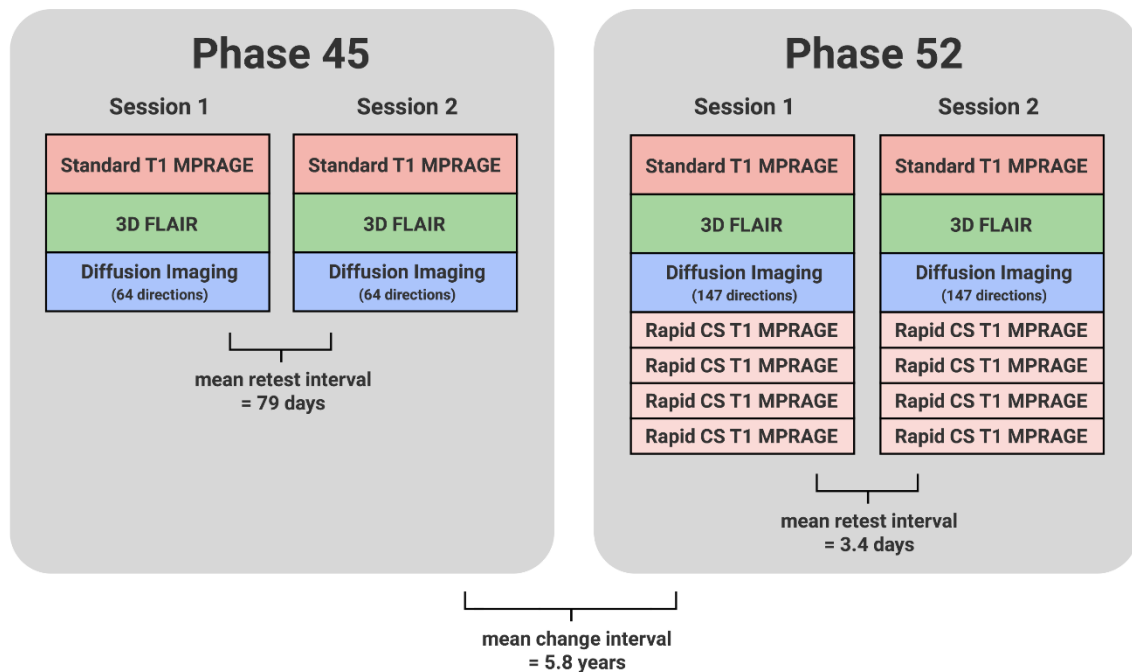 Phase 45
Session 1
Session 2
Standard T1 MPRAGE
Standard T1 MPRAGE
3D FLAIR
3D FLAIR
Diffusion Imaging
(64 directions)
Diffusion Imaging
(64 directions)
mean retest interval
= 79 days
Phase 52
Session 1
Session 2
Standard T1 MPRAGE
Standard T1 MPRAGE
3D FLAIR
3D FLAIR
Diffusion Imaging
(147 directions)
Diffusion Imaging
(147 directions)
Rapid CS T1 MPRAGE
Rapid CS T1 MPRAGE
Rapid CS T1 MPRAGE
Rapid CS T1 MPRAGE
Rapid CS T1 MPRAGE
Rapid CS T1 MPRAGE
Rapid CS T1 MPRAGE
Rapid CS T1 MPRAGE
mean retest interval
= 3.4 days
mean change interval
= 5.8 years